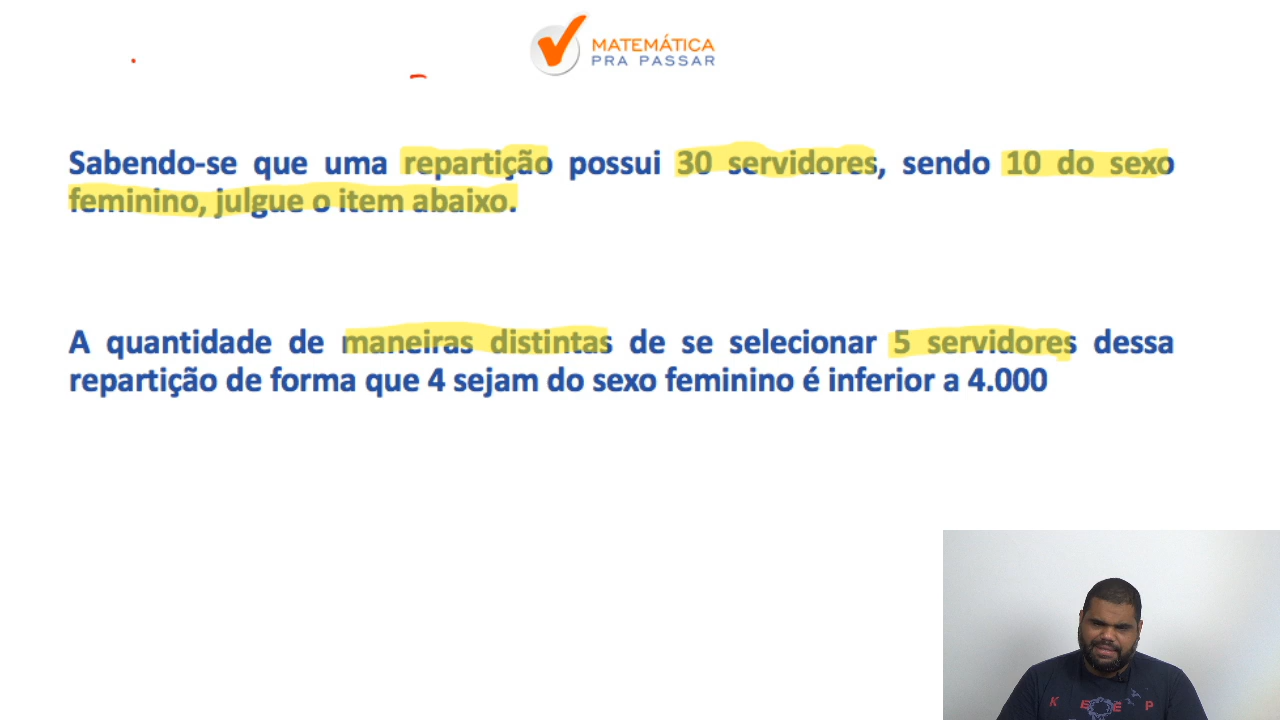 MATEMÁTICA
PRA PASSAR
Sabendo-se que uma repartição possui 30 servidores, sendo 10 do sexo
feminino, julgue o item abaixo.
A quantidade de maneiras distintas de se selecionar 5 servidores dessa
repartição de forma que 4 sejam do sexo feminino é inferior a 4.000
K E E P